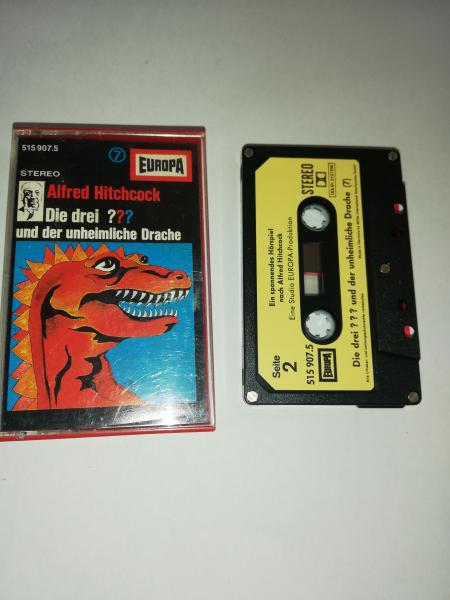 515 907.5
7
EUROPA
STEREO
Alfred Hitchcock
Die drei ???
und der unheimliche Drache
Seite
2
515 907.5
EUROPA
Ein spannendes Hörspiel
nach Alfred Hitchcock
Eine Studio EUROPA-Produktion
STEREO
DOLBY SYSTEM
Die drei ? ? ? und der unheimliche Drache (7)